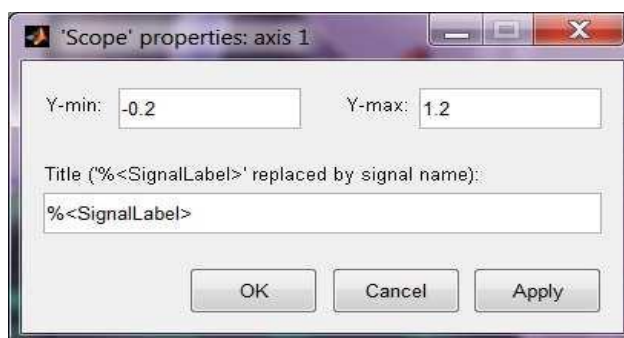 'Scope' properties: axis 1
Y-min: -0.2 Y-max: 1.2
Title ('%<SignalLabel>' replaced by signal name):
%<SignalLabel>
OK Cancel Apply